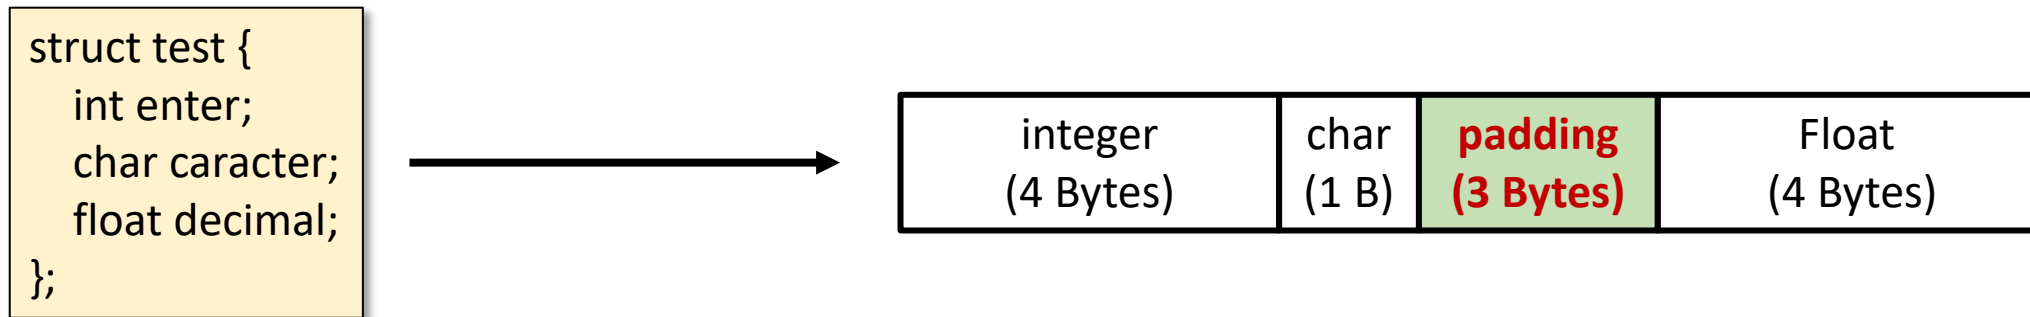 struct test {
int enter;
char caracter;
float decimal;
};
integer
(4 Bytes)
char
(1 B)
padding
(3 Bytes)
Float
(4 Bytes)